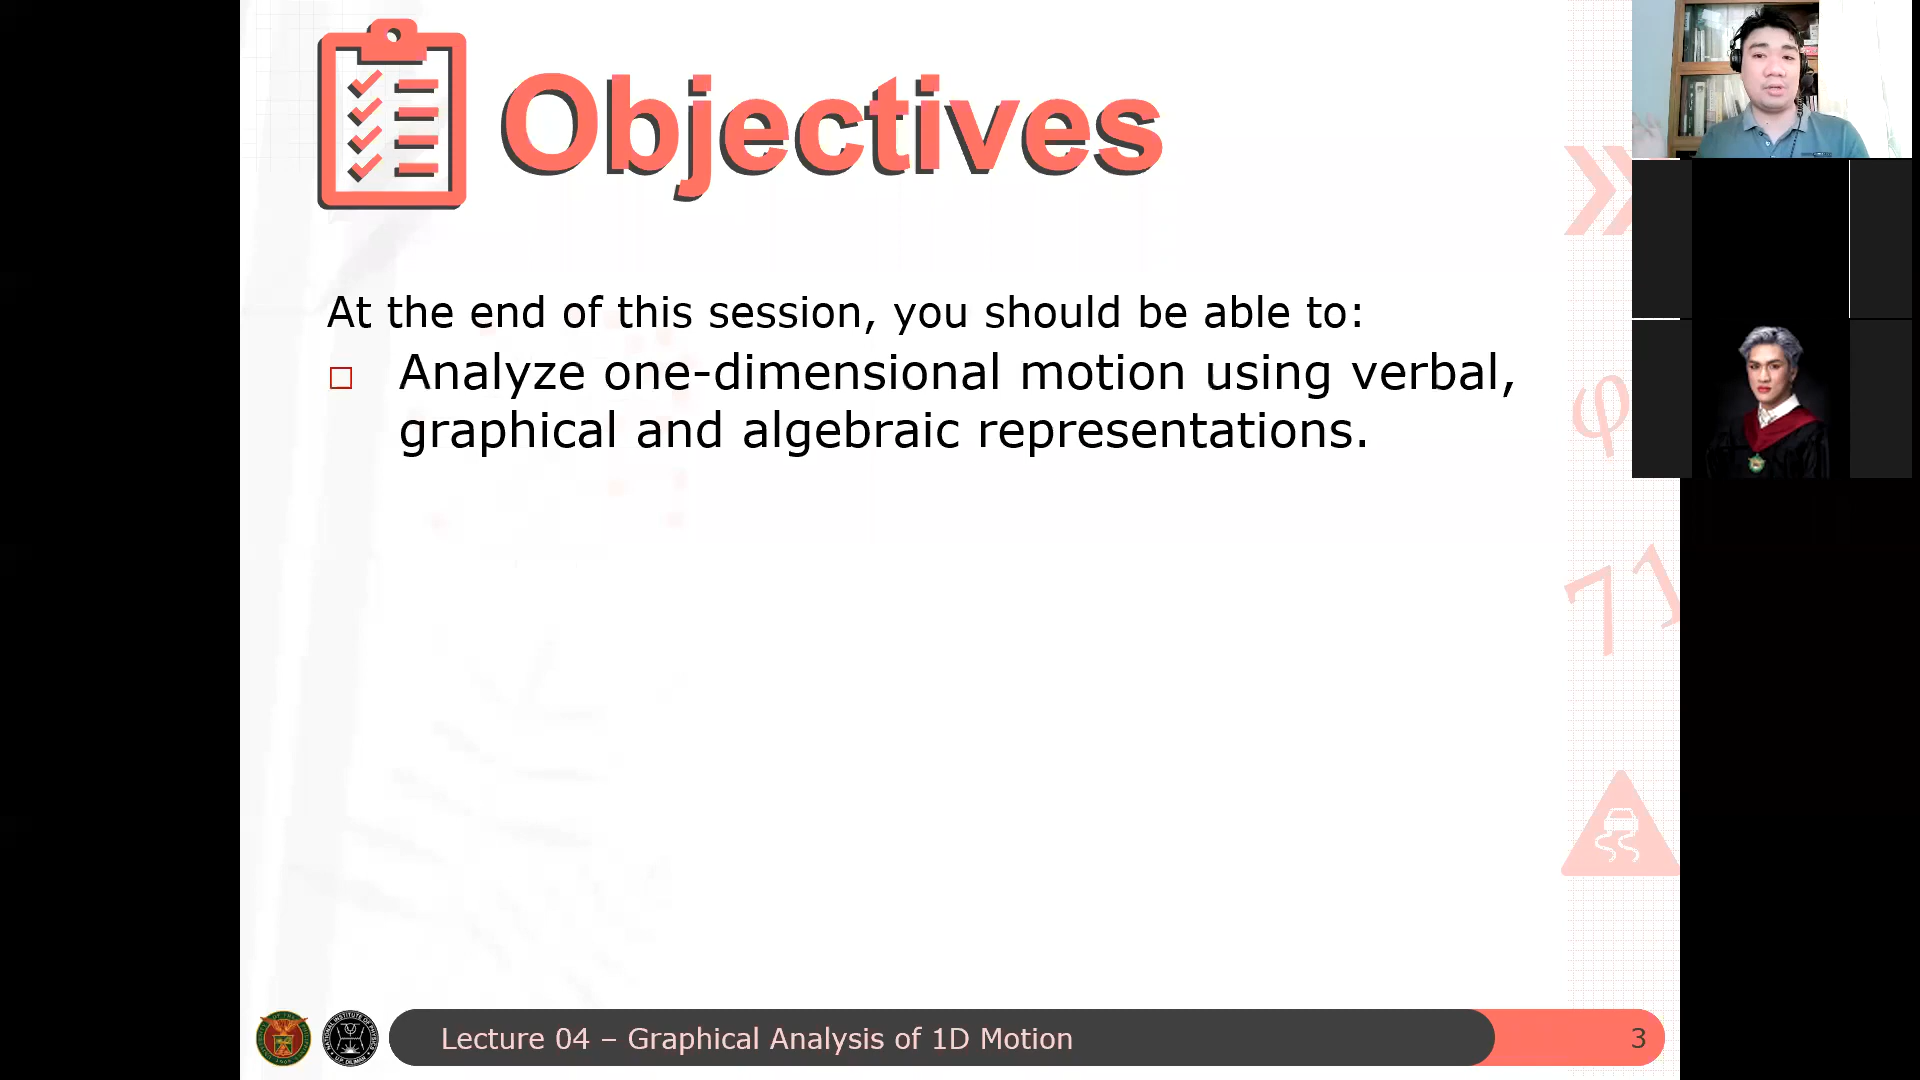 Objectives
At the end of this session, you should be able to:
Analyze one-dimensional motion using verbal,
graphical and algebraic representations.
φ
71
Lecture 04 – Graphical Analysis of 1D Motion
3